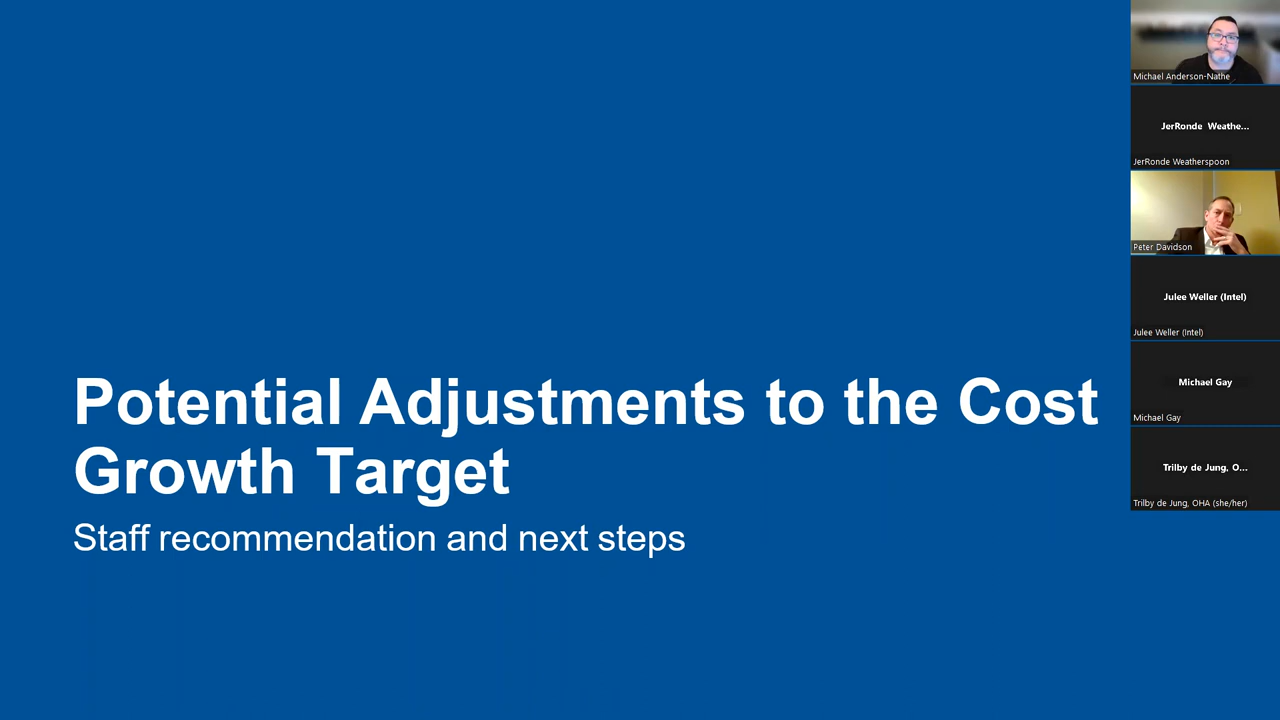 Potential Adjustments to the Cost
Growth Target
Staff recommendation and next steps
Michael Anderson-Nathe
JerRonde Weathe...
JerRonde Weatherspoon
Peter Davidson
Julee Weller (Intel)
Julee Weller (Intel)
Michael Gay
Michael Gay
Trilby de Jung, O...
Trilby de Jung, OHA (she/her)